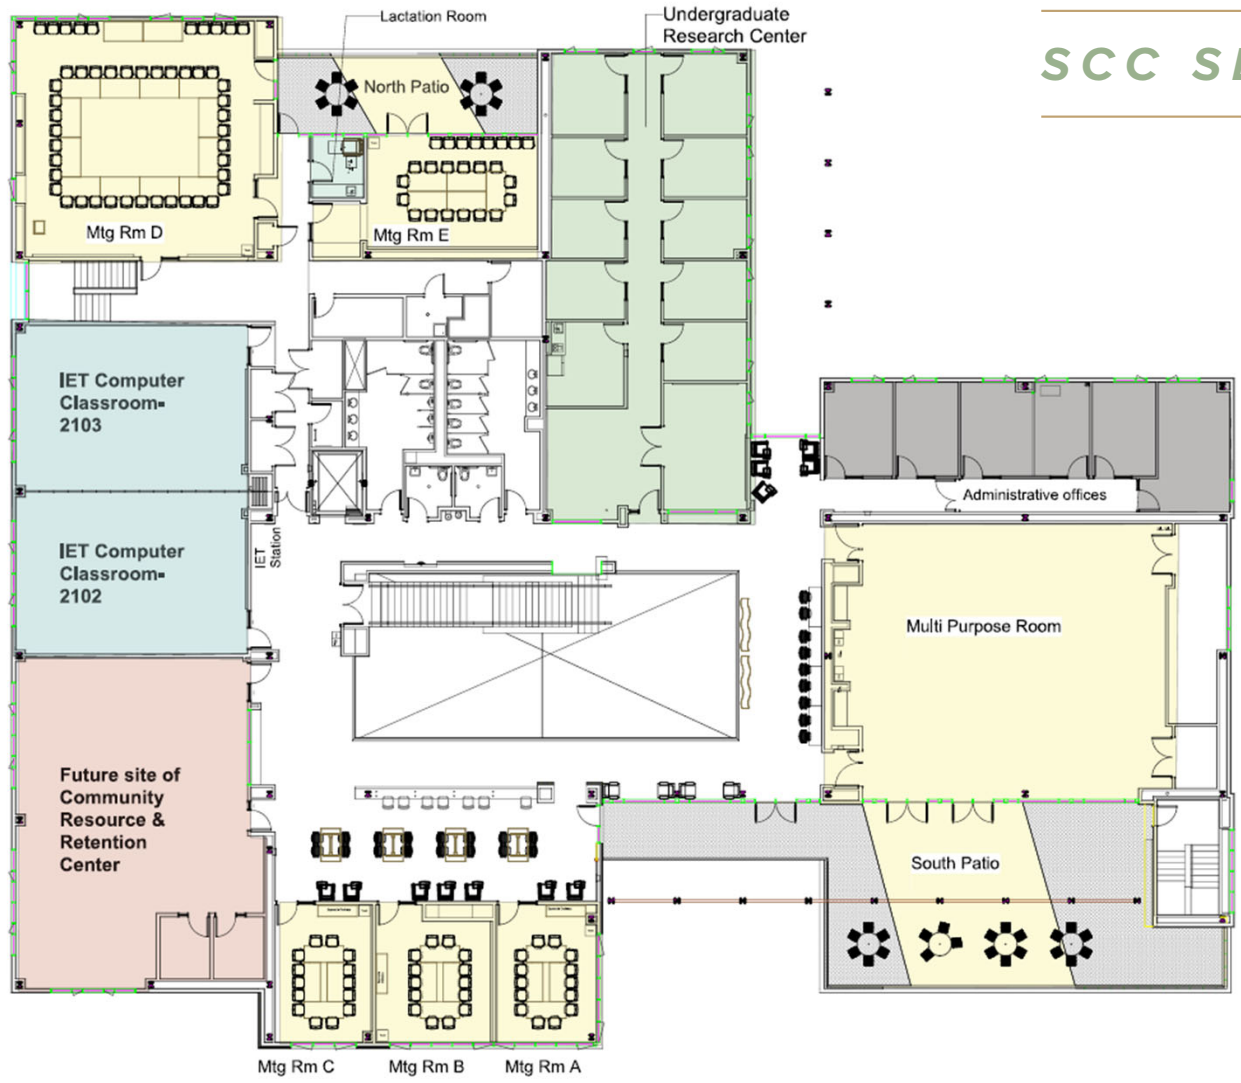 Lactation Room
Undergraduate
Research Center
SCC SE
North Patio
Mtg Rm D
Mtg Rm E
IET Computer
Classroom-
2103
Administrative offices
IET
Station
IET Computer
Classroom-
2102
Multi Purpose Room
Future site of
Community
Resource &
Retention
Center
South Patio
Mtg Rm C
Mtg Rm B
Mtg Rm A